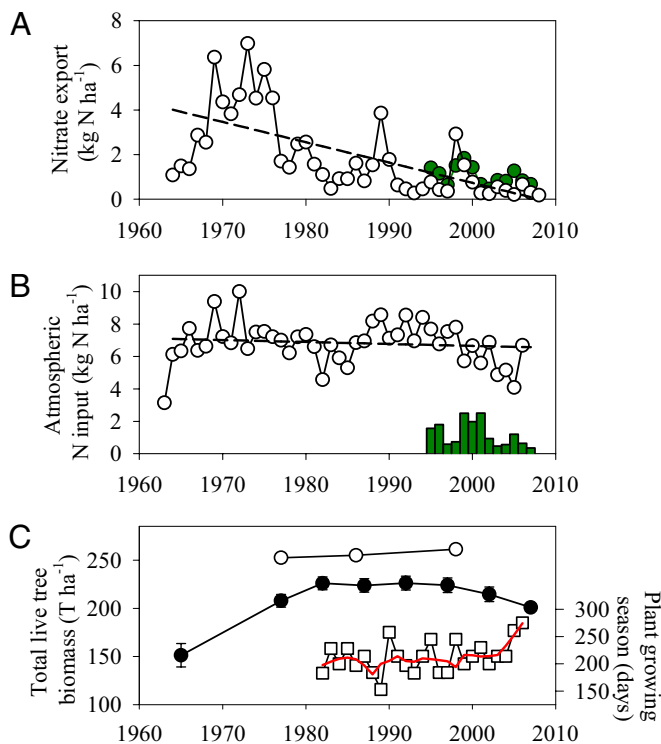 A
8
6
4
2
0
Nitrate export
(kg N ha⁻¹)
1960 1970 1980 1990 2000 2010
B
10
8
6
4
2
0
Atmospheric
N input (kg N ha⁻¹)
1960 1970 1980 1990 2000 2010
C
250
200
150
100
Total live tree
biomass (T ha⁻¹)
300
250
200
150
Plant growing
season (days)
1960 1970 1980 1990 2000 2010